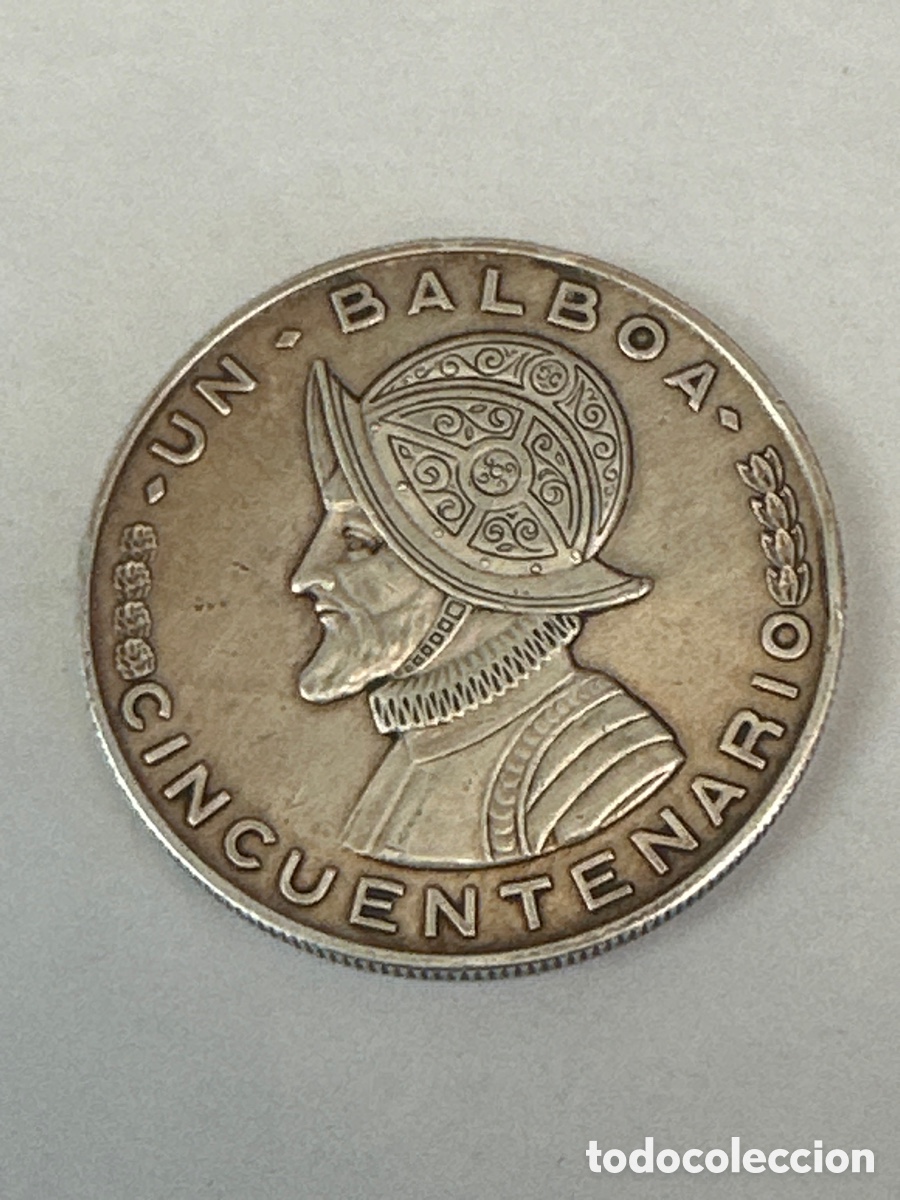 UN · BALBOA
CINCUENTENARIO
todocoleccion